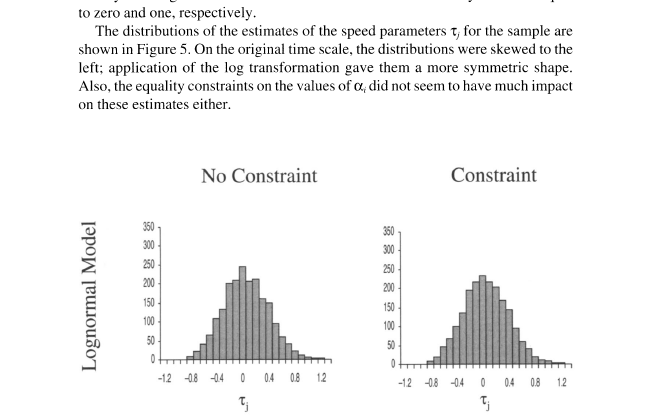 to zero and one, respectively.
The distributions of the estimates of the speed parameters τj for the sample are
shown in Figure 5. On the original time scale, the distributions were skewed to the
left; application of the log transformation gave them a more symmetric shape.
Also, the equality constraints on the values of αi did not seem to have much impact
on these estimates either.
No Constraint
Constraint
Lognormal Model
350
300
250
200
150
100
50
0
-1.2 -0.8 -0.4 0 0.4 0.8 1.2
τj
350
300
250
200
150
100
50
0
-1.2 -0.8 -0.4 0 0.4 0.8 1.2
τj